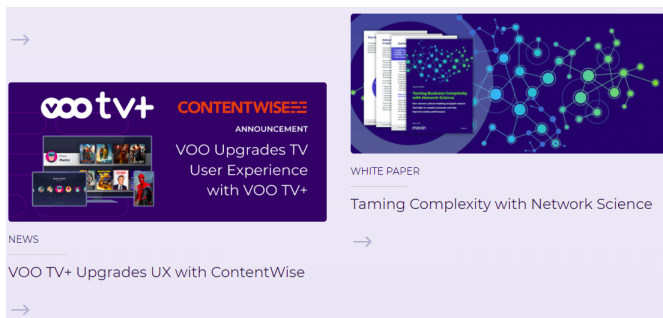 VOO tv+
CONTENTWISE
ANNOUNCEMENT
VOO Upgrades TV
User Experience
with VOO TV+
NEWS
VOO TV+ Upgrades UX with ContentWise
Taming Business Complexity
with Network Science
WHITE PAPER
Taming Complexity with Network Science